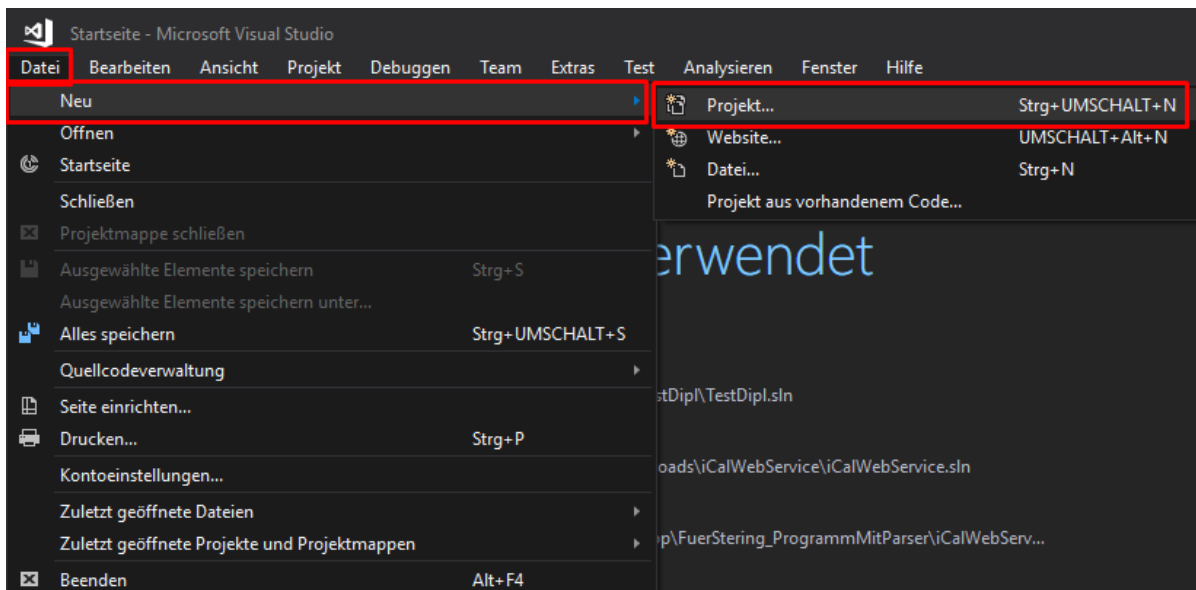 Startseite - Microsoft Visual Studio
Datei Bearbeiten Ansicht Projekt Debuggen Team Extras Test Analysieren Fenster Hilfe
Neu
Öffnen
Startseite
Schließen
Projektmappe schließen
Ausgewählte Elemente speichern Strg+S
Ausgewählte Elemente speichern unter...
Alles speichern Strg+UMSCHALT+S
Quellcodeverwaltung
Seite einrichten...
Drucken... Strg+P
Kontoeinstellungen...
Zuletzt geöffnete Dateien
Zuletzt geöffnete Projekte und Projektmappen
Beenden Alt+F4
Projekt... Strg+UMSCHALT+N
Website... UMSCHALT+Alt+N
Datei... Strg+N
Projekt aus vorhandenem Code...
erwendet
stDipl\TestDipl.sln
oads\iCalWebService\iCalWebService.sln
op\FuerStering_ProgrammMitParser\iCalWebServ...